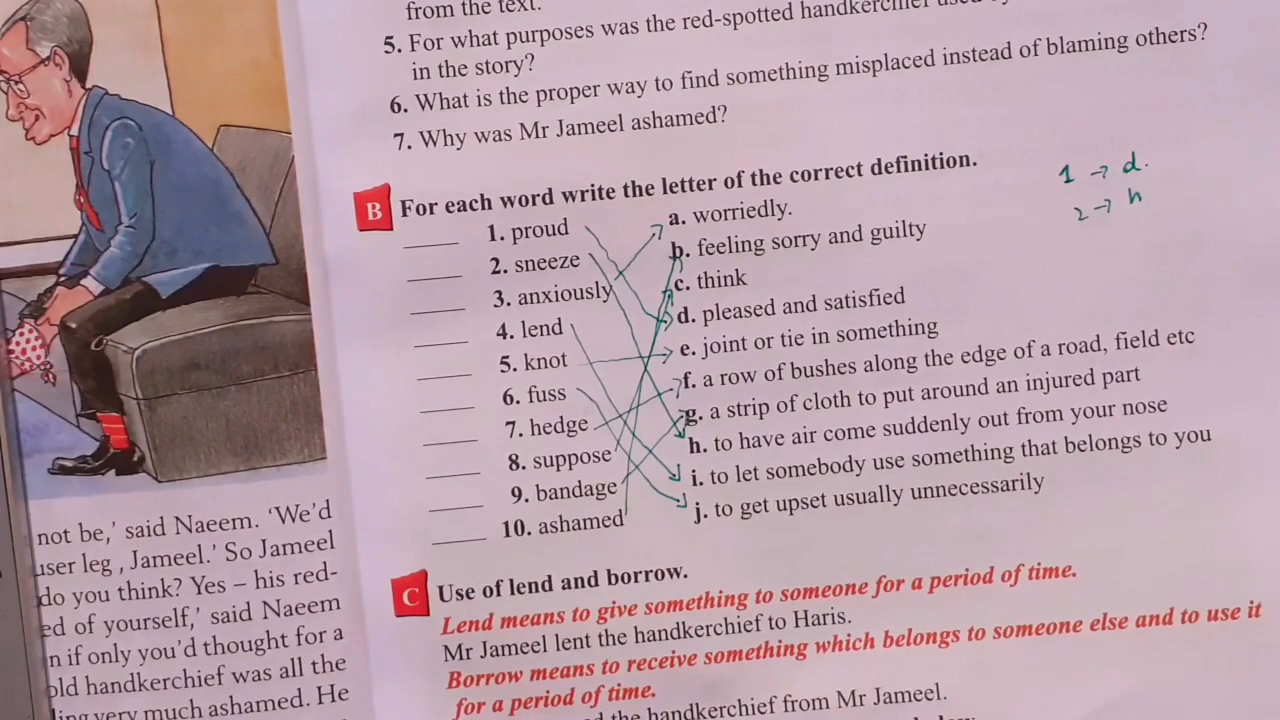 from the text.
5. For what purposes was the red-spotted handkerchief used
in the story?
6. What is the proper way to find something misplaced instead of blaming others?
7. Why was Mr Jameel ashamed?
B For each word write the letter of the correct definition.
1. proud a. worriedly.
2. sneeze b. feeling sorry and guilty
3. anxiously c. think
4. lend d. pleased and satisfied
5. knot e. joint or tie in something
6. fuss f. a row of bushes along the edge of a road, field etc
7. hedge g. a strip of cloth to put around an injured part
8. suppose h. to have air come suddenly out from your nose
9. bandage i. to let somebody use something that belongs to you
10. ashamed j. to get upset usually unnecessarily
1 → d.
2 → h
C Use of lend and borrow.
Lend means to give something to someone for a period of time.
Mr Jameel lent the handkerchief to Haris.
Borrow means to receive something which belongs to someone else and to use it
for a period of time.
the handkerchief from Mr Jameel.
not be,' said Naeem. 'We'd
user leg , Jameel.' So Jameel
do you think? Yes – his red-
ed of yourself,' said Naeem
n if only you'd thought for a
old handkerchief was all the
ling very much ashamed. He